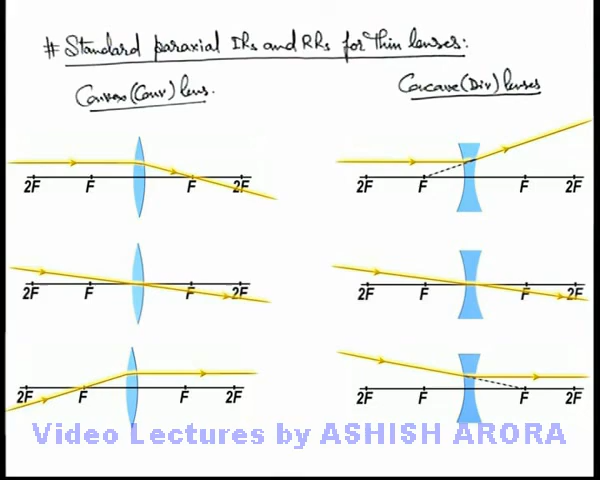 # Standard paraxial IRs and RRs for thin lenses:
Convex (Conv) lens.
Concave (Div) lenses
2F F F 2F
2F F F 2F
2F F F 2F
2F F F 2F
2F F F 2F
2F F F 2F
Video Lectures by ASHISH ARORA